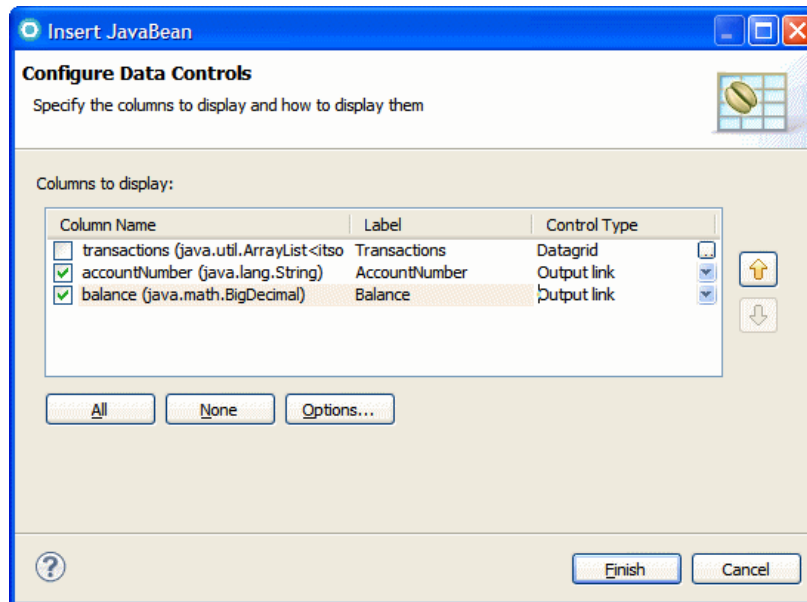 Insert JavaBean
Configure Data Controls
Specify the columns to display and how to display them
Columns to display:
Column Name Label Control Type
transactions (java.util.ArrayList<itso Transactions Datagrid ...
accountNumber (java.lang.String) AccountNumber Output link
balance (java.math.BigDecimal) Balance Output link
All None Options...
? Finish Cancel